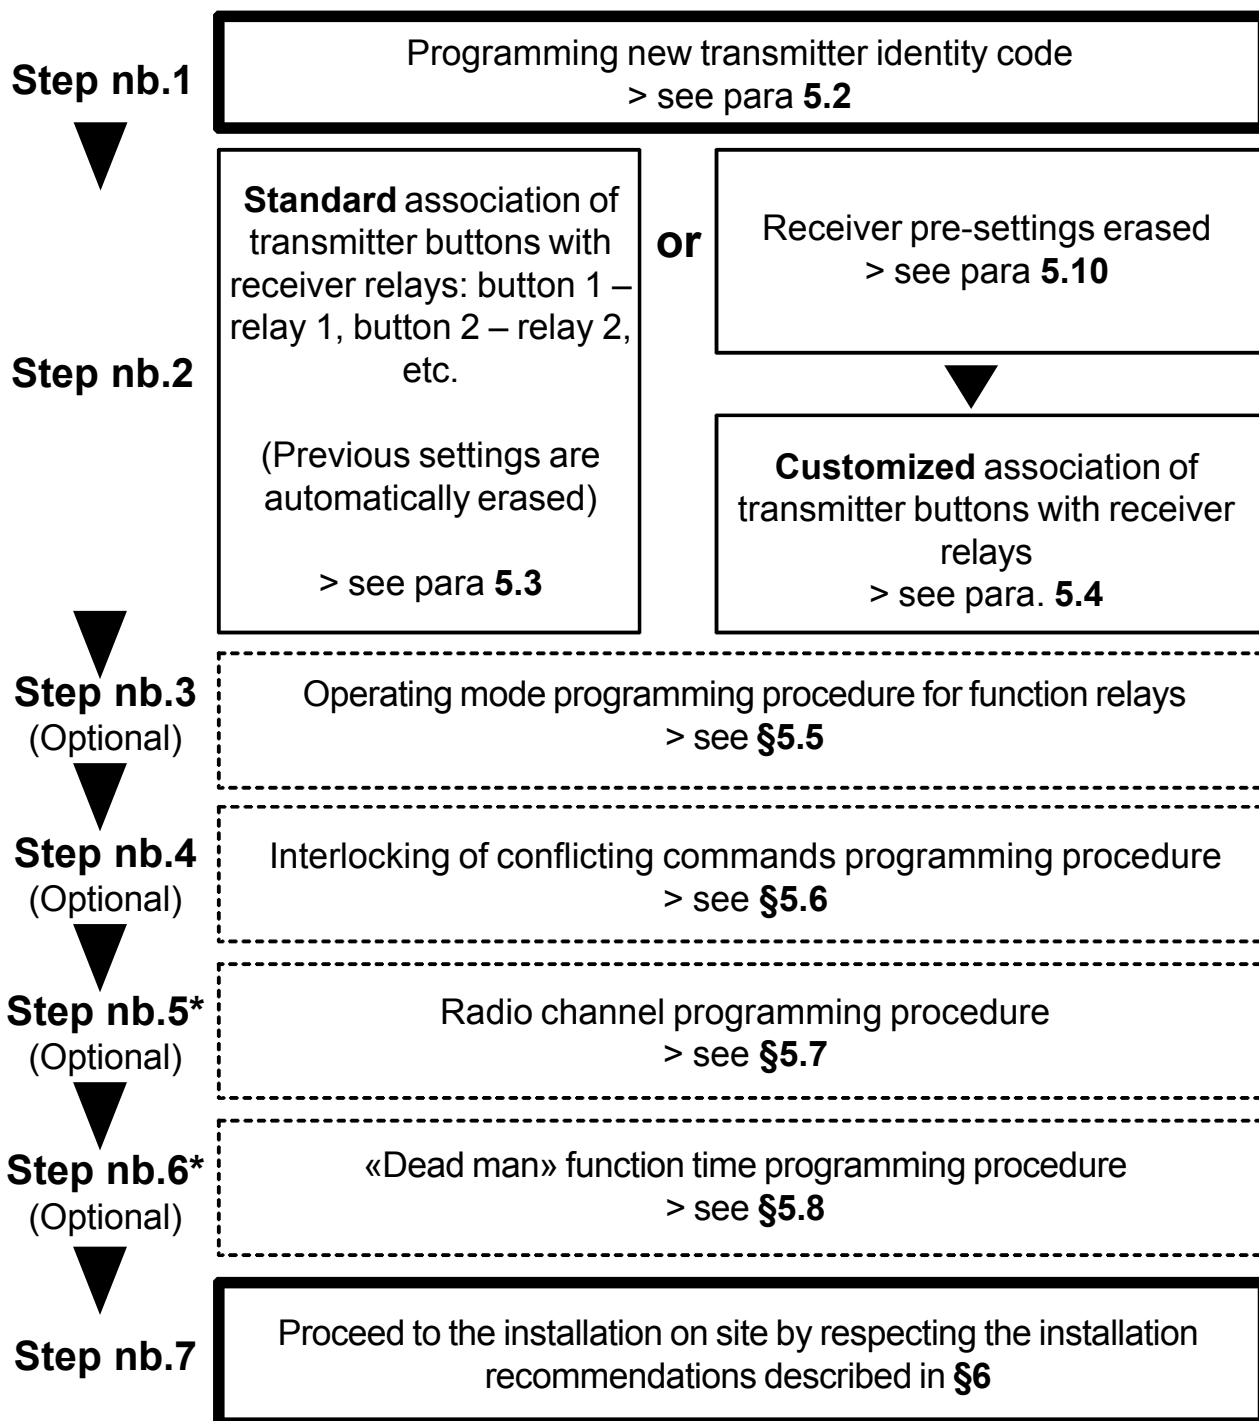 Step nb.1
Programming new transmitter identity code
> see para 5.2
Step nb.2
Standard association of
transmitter buttons with
receiver relays: button 1 –
relay 1, button 2 – relay 2,
etc.
(Previous settings are
automatically erased)
> see para 5.3
or
Receiver pre-settings erased
> see para 5.10
Customized association of
transmitter buttons with receiver
relays
> see para. 5.4
Step nb.3
(Optional)
Operating mode programming procedure for function relays
> see §5.5
Step nb.4
(Optional)
Interlocking of conflicting commands programming procedure
> see §5.6
Step nb.5*
(Optional)
Radio channel programming procedure
> see §5.7
Step nb.6*
(Optional)
«Dead man» function time programming procedure
> see §5.8
Step nb.7
Proceed to the installation on site by respecting the installation
recommendations described in §6